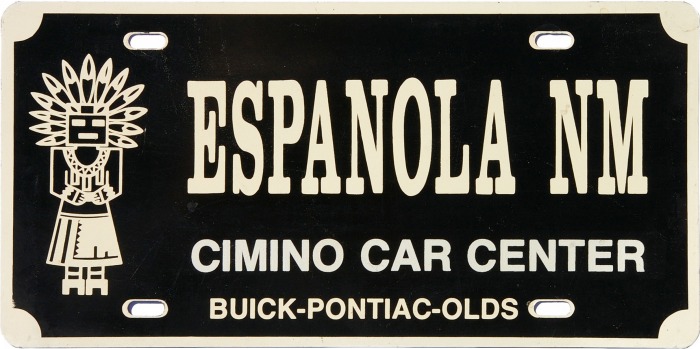 ESPANOLA NM
CIMINO CAR CENTER
BUICK-PONTIAC-OLDS